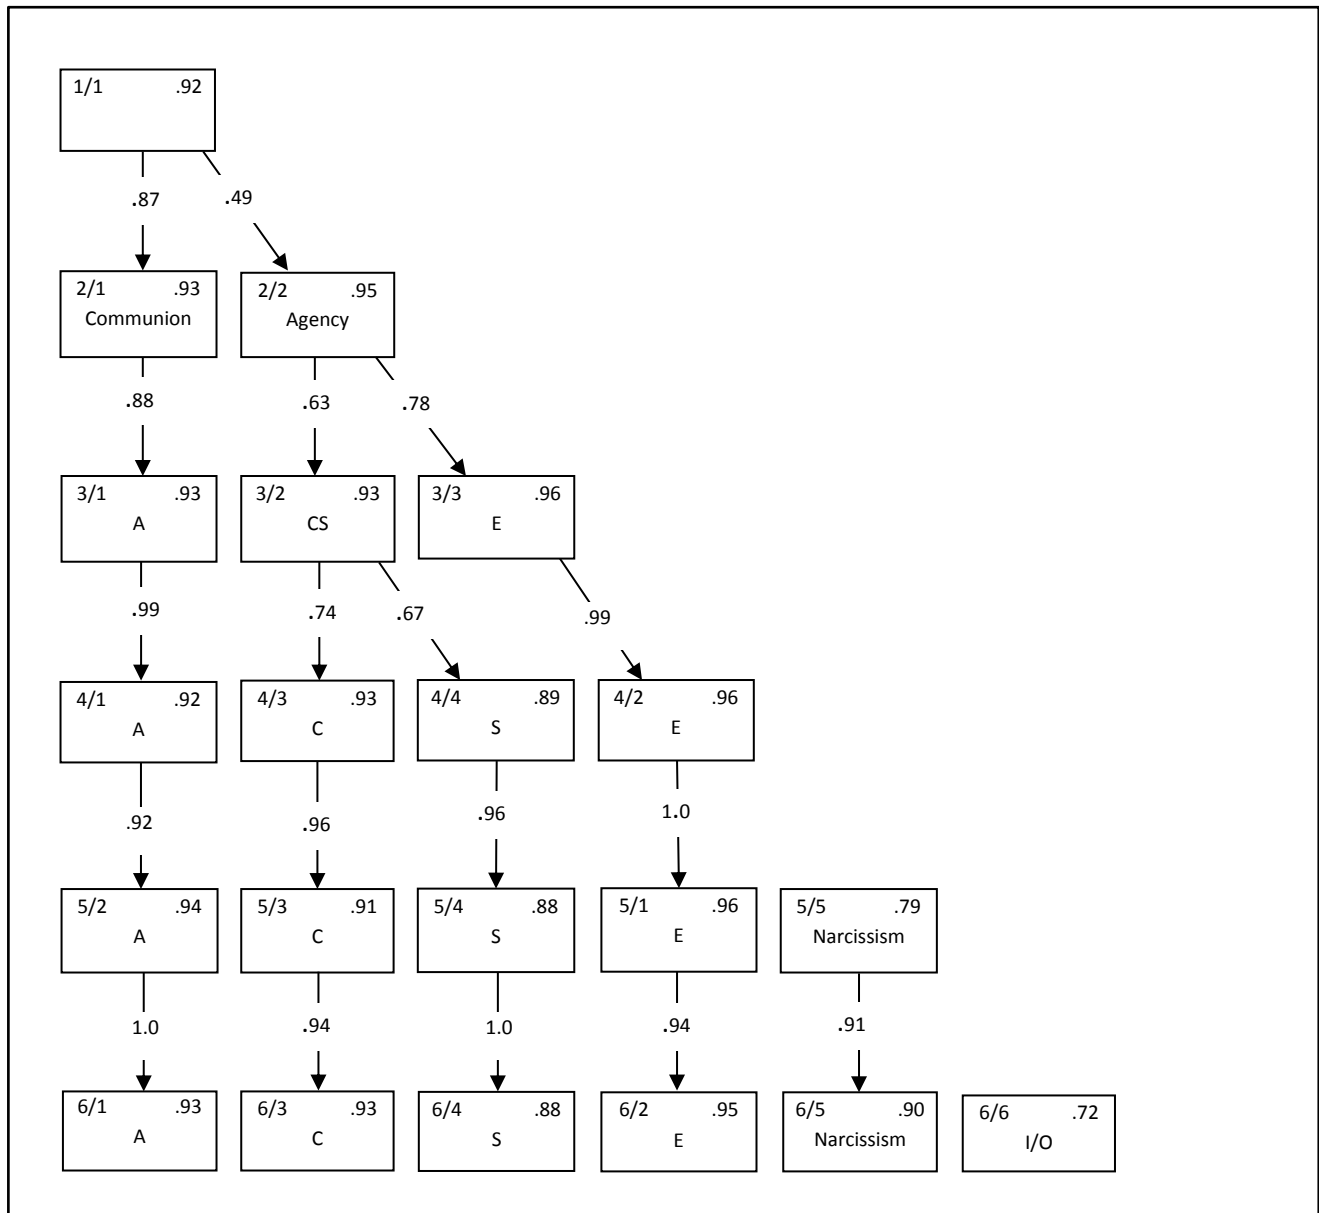 1/1 .92
.87 .49
2/1 .93 2/2 .95
Communion Agency
.88 .63 .78
3/1 .93 3/2 .93 3/3 .96
A CS E
.99 .74 .67 .99
4/1 .92 4/3 .93 4/4 .89 4/2 .96
A C S E
.92 .96 .96 1.0
5/2 .94 5/3 .91 5/4 .88 5/1 .96 5/5 .79
A C S E Narcissism
1.0 .94 1.0 .94 .91
6/1 .93 6/3 .93 6/4 .88 6/2 .95 6/5 .90 6/6 .72
A C S E Narcissism I/O